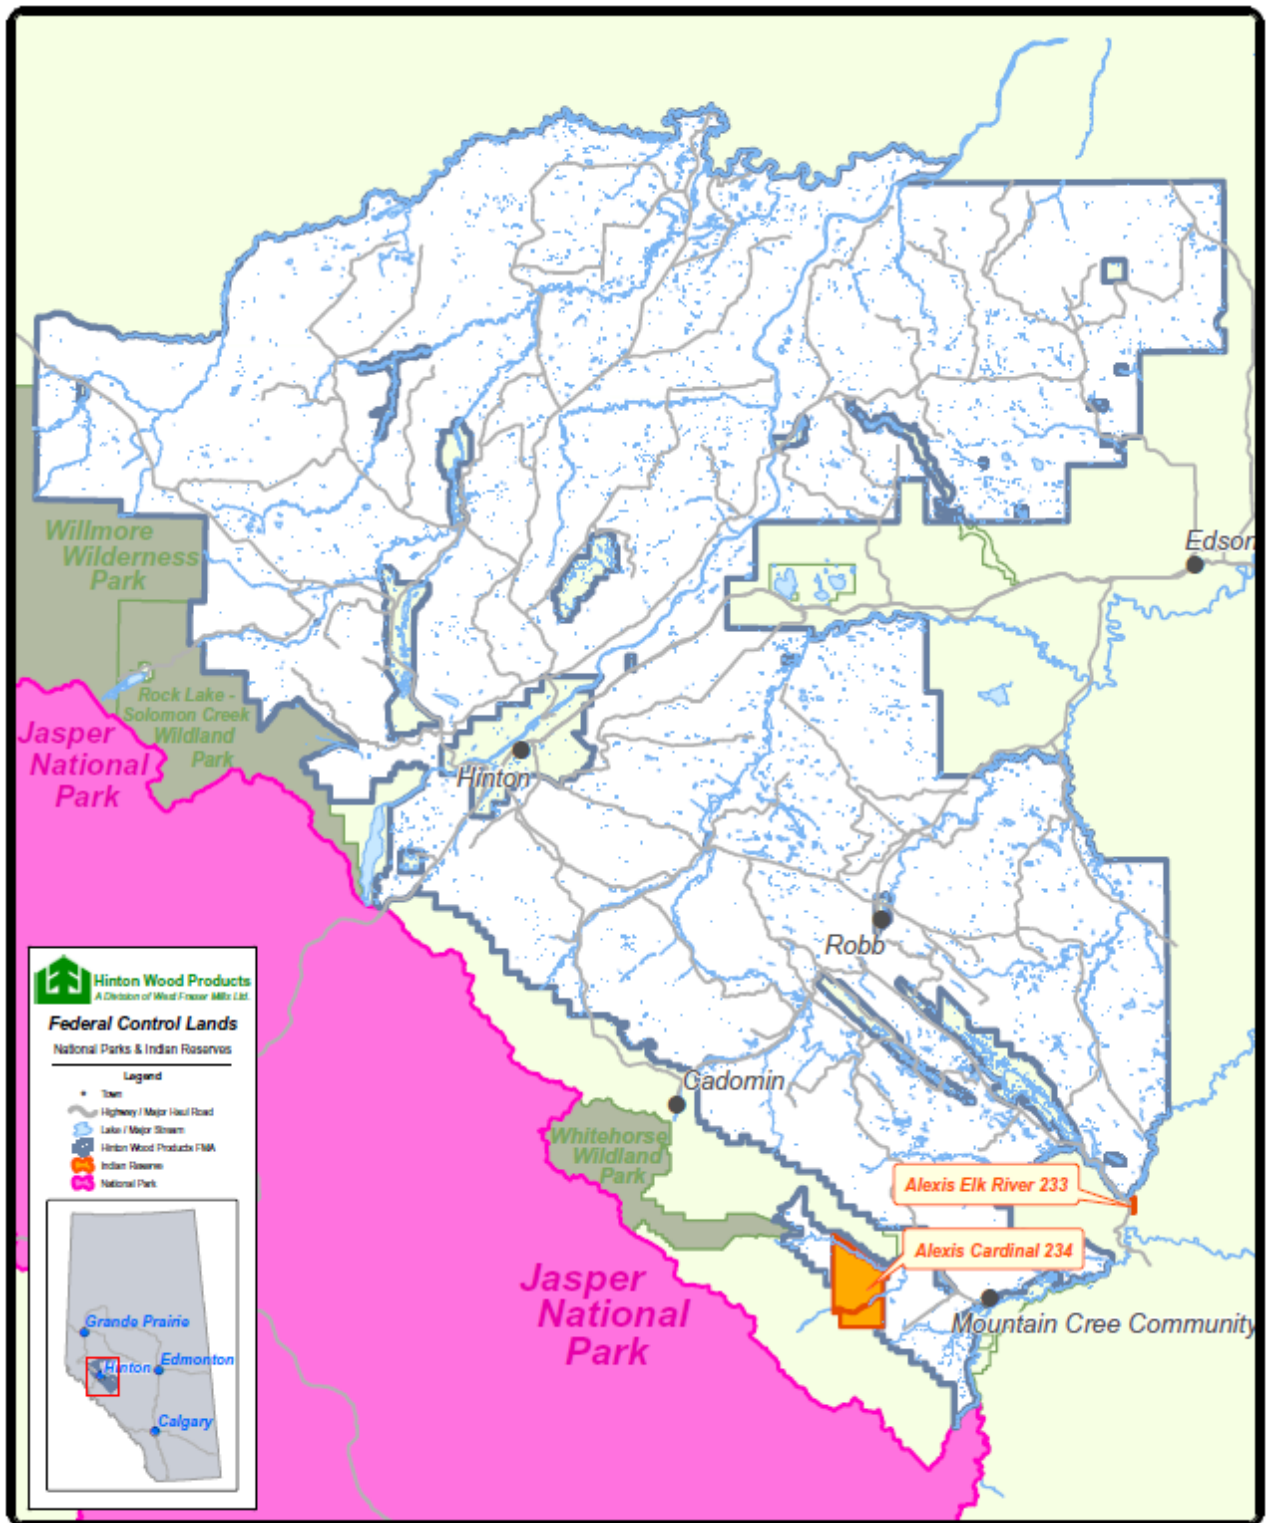 Edson
Willmore
Wilderness
Park
Rock Lake -
Solomon Creek
Wildland
Park
Jasper
National
Park
Hinton
Robb
Cadomin
Whitehorse
Wildland
Park
Alexis Elk River 233
Alexis Cardinal 234
Mountain Cree Community
Jasper
National
Park
Hinton Wood Products
A Division of West Fraser Mills Ltd.
Federal Control Lands
National Parks & Indian Reserves
Legend
Town
Highway / Major Haul Road
Lake / Major Stream
Hinton Wood Products FMA
Indian Reserve
National Park
Grande Prairie
Hinton
Edmonton
Calgary